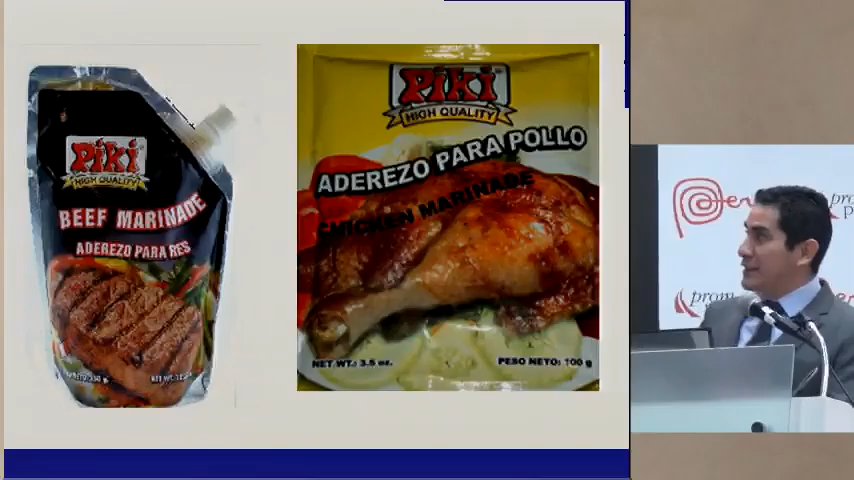 Piki
HIGH QUALITY
BEEF MARINADE
ADEREZO PARA RES
Piki
HIGH QUALITY
ADEREZO PARA POLLO
CHICKEN MARINADE
NET WT.: 3.5 oz.
PESO NETO: 100 g
Perú
prom